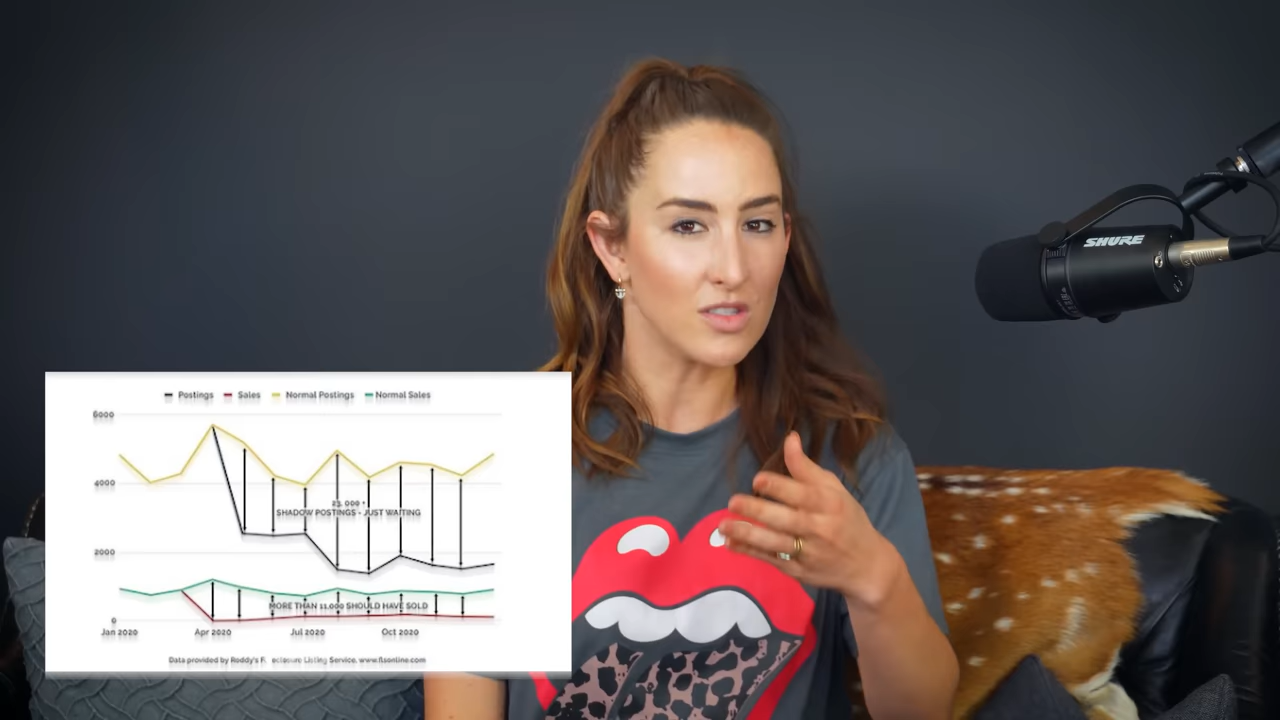 Postings Sales Normal Postings Normal Sales
6000
4000
23, 000 +
SHADOW POSTINGS - JUST WAITING
2000
MORE THAN 11,000 SHOULD HAVE SOLD
0
Jan 2020 Apr 2020 Jul 2020 Oct 2020
Data provided by Roddy's Listing Service. www.flsonline.com
SHURE